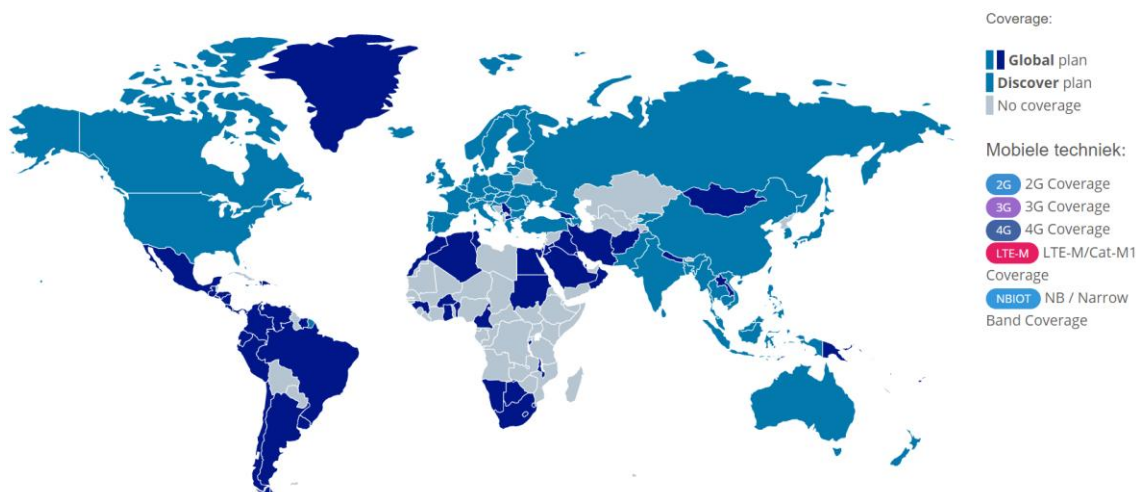 Coverage:
Global plan
Discover plan
No coverage
Mobiele techniek:
2G 2G Coverage
3G 3G Coverage
4G 4G Coverage
LTE-M LTE-M/Cat-M1
Coverage
NBIOT NB / Narrow
Band Coverage